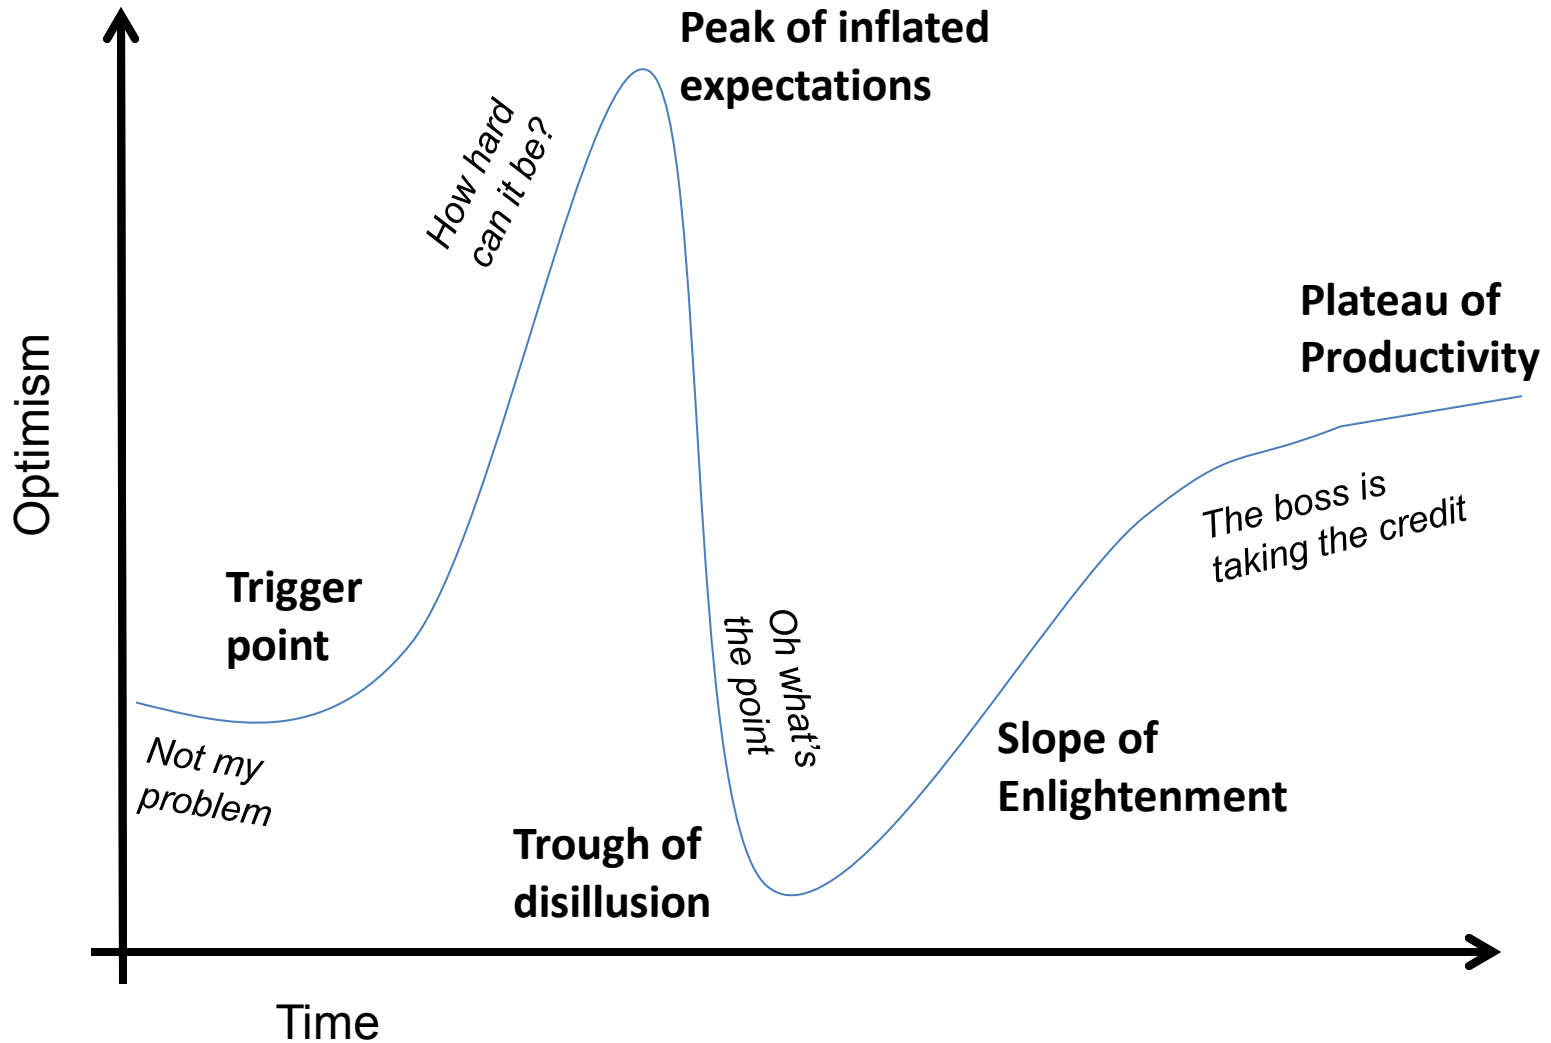 Peak of inflated
expectations
How hard
can it be?
Plateau of
Productivity
Optimism
The boss is
taking the credit
Trigger
point
Oh what’s
the point
Not my
problem
Slope of
Enlightenment
Trough of
disillusion
Time